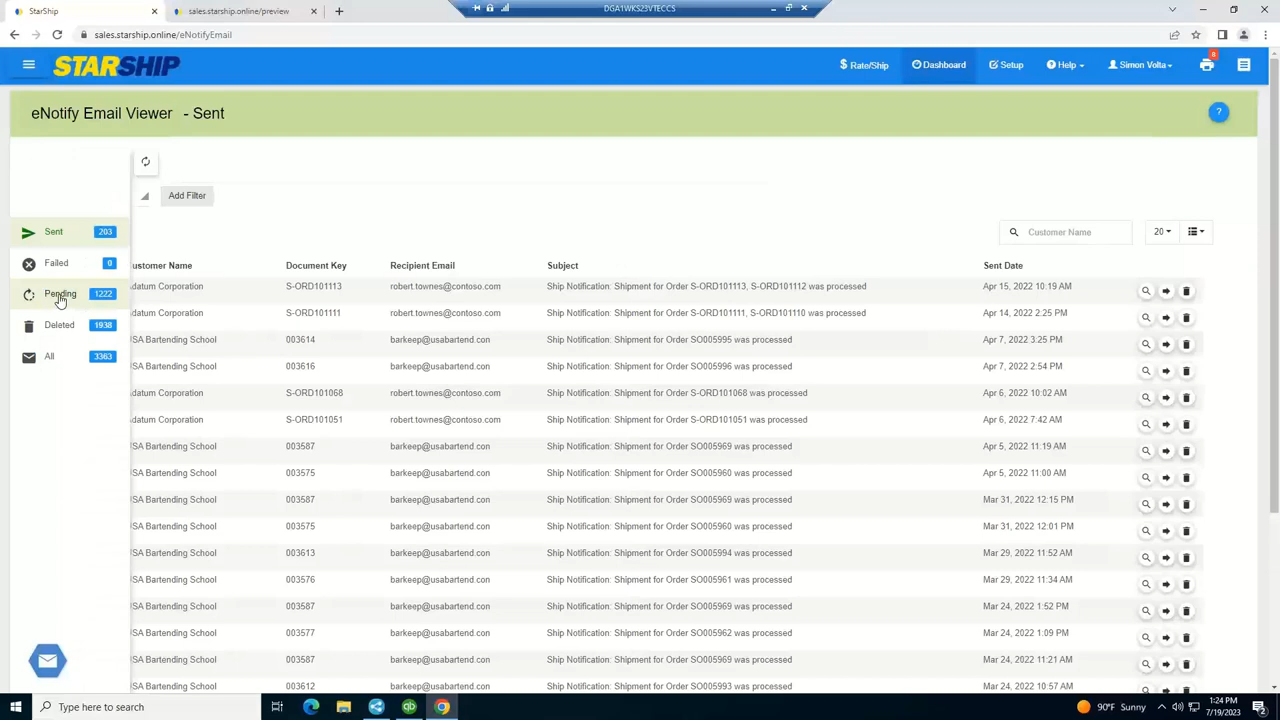 StarShip
sales.starship.online/preview
DGA1WKS23VTECCS
sales.starship.online/eNotifyEmail
STARSHIP
$ Rate/Ship
Dashboard
Setup
Help
Simon Volta
8
eNotify Email Viewer - Sent
?
Add Filter
Sent 203
Customer Name
20
Failed 0
ustomer Name Document Key Recipient Email Subject Sent Date
Pending 1222
datum Corporation S-ORD101113 robert.townes@contoso.com Ship Notification: Shipment for Order S-ORD101113, S-ORD101112 was processed Apr 15, 2022 10:19 AM
datum Corporation S-ORD101111 robert.townes@contoso.com Ship Notification: Shipment for Order S-ORD101111, S-ORD101110 was processed Apr 14, 2022 2:25 PM
Deleted 1938
SA Bartending School 003614 barkeep@usabartend.con Ship Notification: Shipment for Order SO005995 was processed Apr 7, 2022 3:25 PM
All 3363
SA Bartending School 003616 barkeep@usabartend.con Ship Notification: Shipment for Order SO005996 was processed Apr 7, 2022 2:54 PM
datum Corporation S-ORD101068 robert.townes@contoso.com Ship Notification: Shipment for Order S-ORD101068 was processed Apr 6, 2022 10:02 AM
datum Corporation S-ORD101051 robert.townes@contoso.com Ship Notification: Shipment for Order S-ORD101051 was processed Apr 6, 2022 7:42 AM
SA Bartending School 003587 barkeep@usabartend.con Ship Notification: Shipment for Order SO005969 was processed Apr 5, 2022 11:19 AM
SA Bartending School 003575 barkeep@usabartend.con Ship Notification: Shipment for Order SO005960 was processed Apr 5, 2022 11:00 AM
SA Bartending School 003587 barkeep@usabartend.con Ship Notification: Shipment for Order SO005969 was processed Mar 31, 2022 12:15 PM
SA Bartending School 003575 barkeep@usabartend.con Ship Notification: Shipment for Order SO005960 was processed Mar 31, 2022 12:01 PM
SA Bartending School 003613 barkeep@usabartend.con Ship Notification: Shipment for Order SO005994 was processed Mar 29, 2022 11:52 AM
SA Bartending School 003576 barkeep@usabartend.con Ship Notification: Shipment for Order SO005961 was processed Mar 29, 2022 11:34 AM
SA Bartending School 003587 barkeep@usabartend.con Ship Notification: Shipment for Order SO005969 was processed Mar 24, 2022 1:52 PM
SA Bartending School 003577 barkeep@usabartend.con Ship Notification: Shipment for Order SO005962 was processed Mar 24, 2022 1:09 PM
SA Bartending School 003587 barkeep@usabartend.con Ship Notification: Shipment for Order SO005969 was processed Mar 24, 2022 11:21 AM
SA Bartending School 003612 barkeep@usabartend.con Ship Notification: Shipment for Order SO005993 was processed Mar 24, 2022 10:57 AM
Type here to search
90°F Sunny
1:24 PM
7/19/2023
2